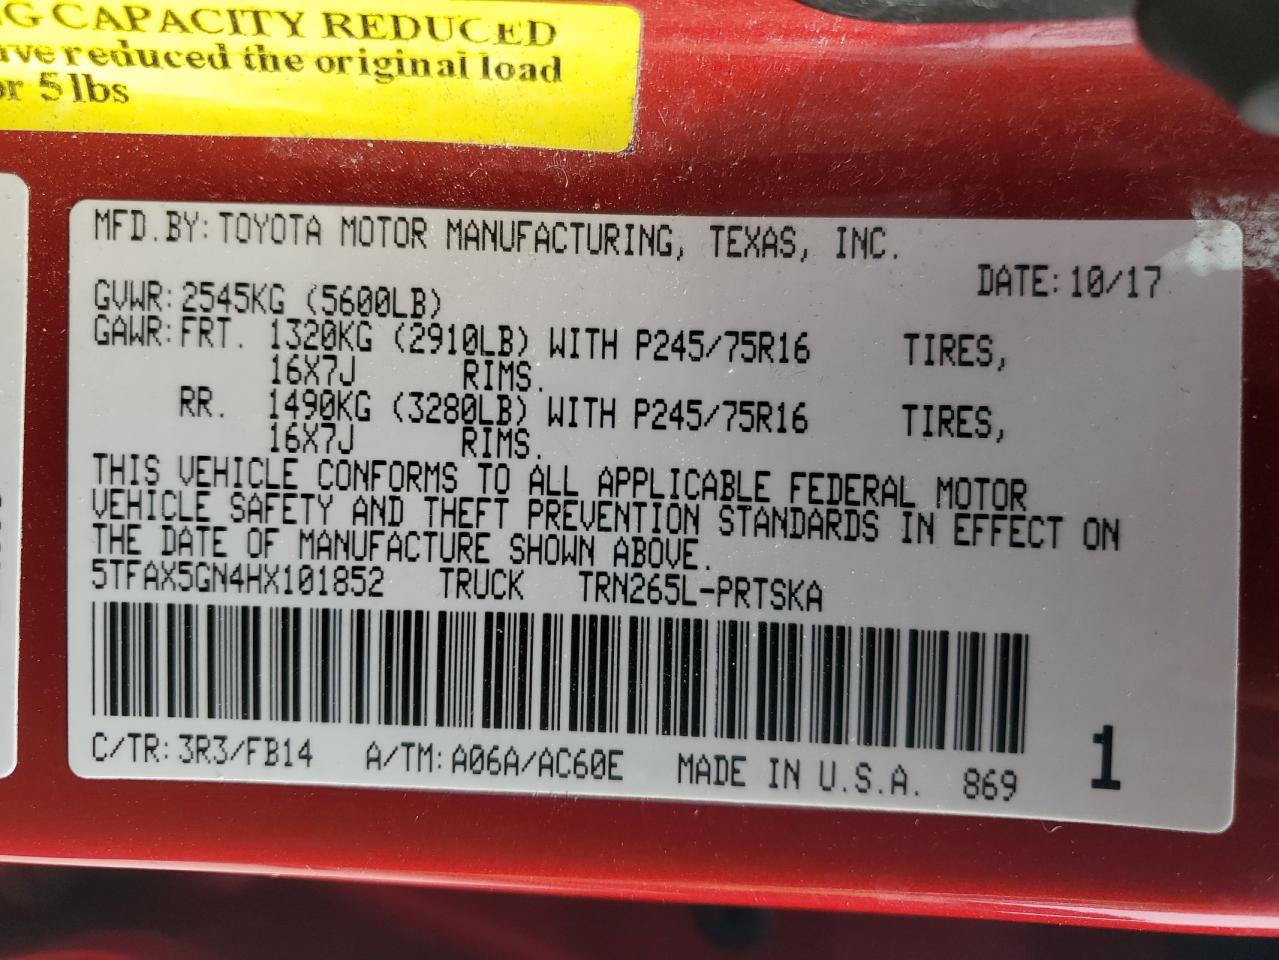 G CAPACITY REDUCED
ve reduced the original load
or 5 lbs
MFD.BY: TOYOTA MOTOR MANUFACTURING, TEXAS, INC.
DATE: 10/17
GVWR: 2545KG (5600LB)
GAWR: FRT. 1320KG (2910LB) WITH P245/75R16 TIRES,
16X7J RIMS.
RR. 1490KG (3280LB) WITH P245/75R16 TIRES,
16X7J RIMS.
THIS VEHICLE CONFORMS TO ALL APPLICABLE FEDERAL MOTOR
VEHICLE SAFETY AND THEFT PREVENTION STANDARDS IN EFFECT ON
THE DATE OF MANUFACTURE SHOWN ABOVE.
5TFAX5GN4HX101852 TRUCK TRN265L-PRTSKA
C/TR: 3R3/FB14 A/TM: A06A/AC60E MADE IN U.S.A. 869 1